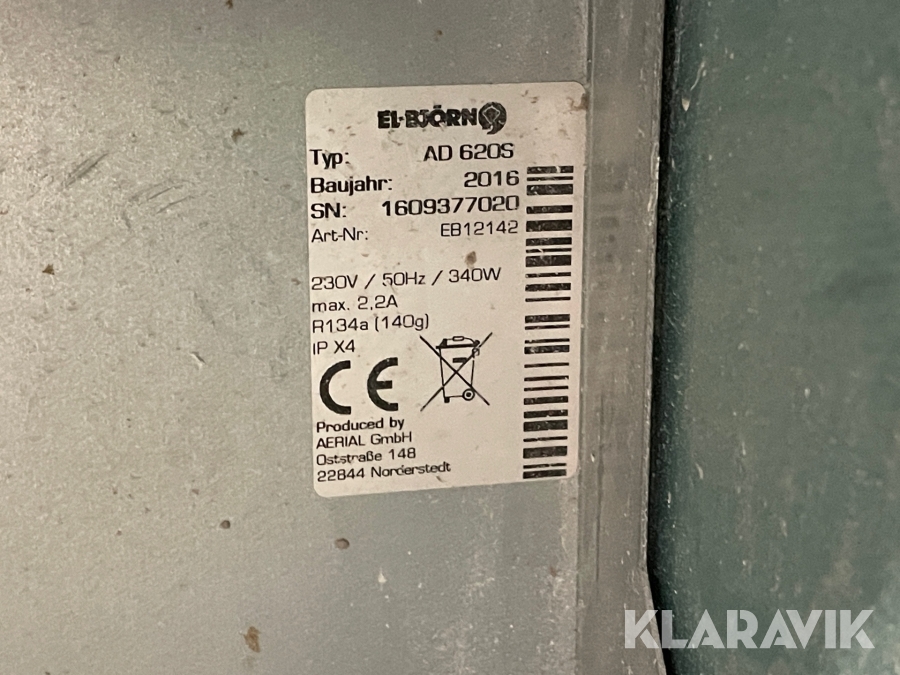 EL·BJÖRN
Typ: AD 620S
Baujahr: 2016
SN: 1609377020
Art-Nr: EB12142
230V / 50Hz / 340W
max. 2,2A
R134a (140g)
IP X4
CE
Produced by
AERIAL GmbH
Oststraße 148
22844 Norderstedt
KLARAVIK